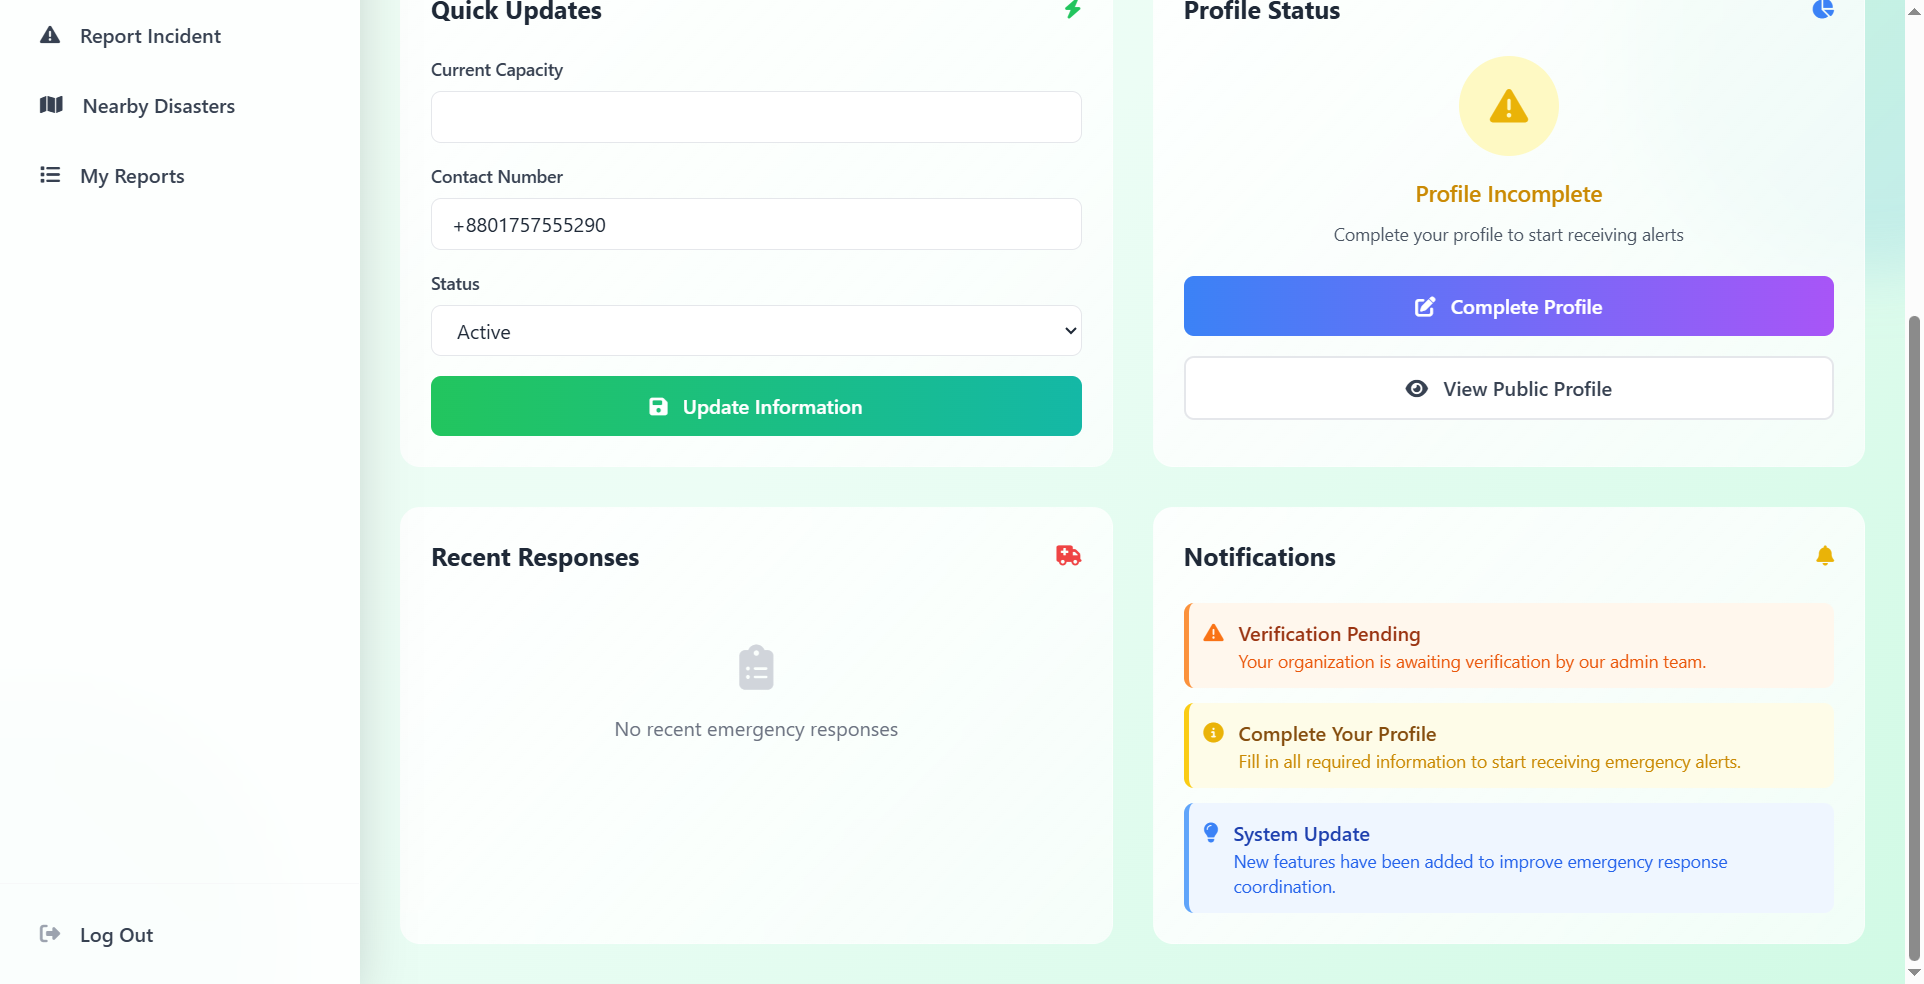 Report Incident
Nearby Disasters
My Reports
Log Out
Quick Updates
Current Capacity
Contact Number
+8801757555290
Status
Active
Update Information
Profile Status
Profile Incomplete
Complete your profile to start receiving alerts
Complete Profile
View Public Profile
Recent Responses
No recent emergency responses
Notifications
Verification Pending
Your organization is awaiting verification by our admin team.
Complete Your Profile
Fill in all required information to start receiving emergency alerts.
System Update
New features have been added to improve emergency response
coordination.